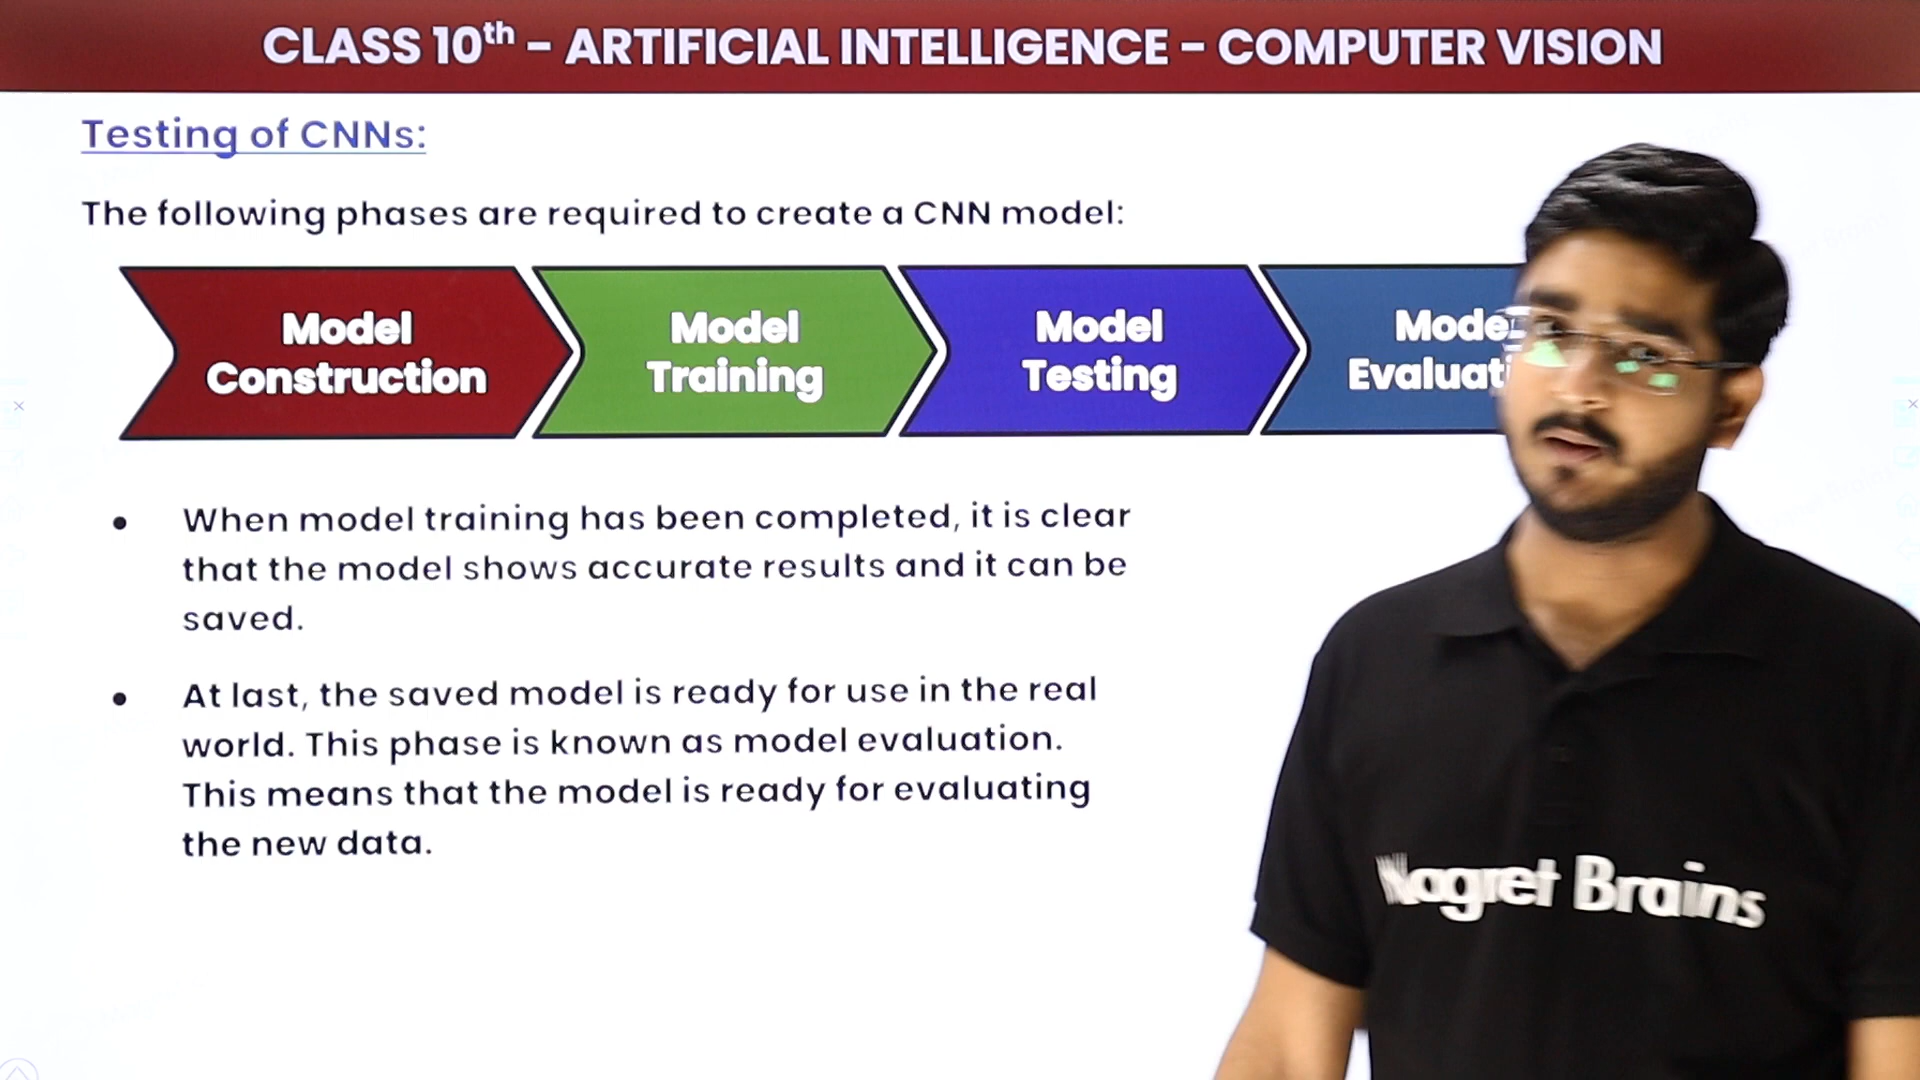 CLASS 10th – ARTIFICIAL INTELLIGENCE – COMPUTER VISION
Testing of CNNs:
The following phases are required to create a CNN model:
Model
Construction
Model
Training
Model
Testing
Mode
Evaluati
• When model training has been completed, it is clear
that the model shows accurate results and it can be
saved.
• At last, the saved model is ready for use in the real
world. This phase is known as model evaluation.
This means that the model is ready for evaluating
the new data.
Magnet Brains